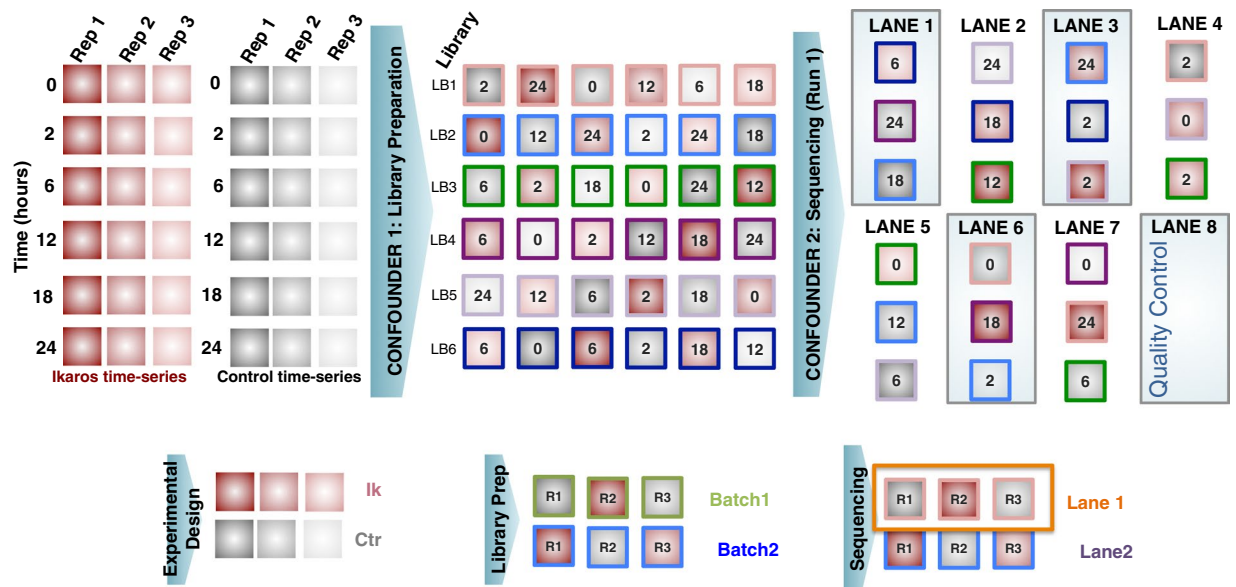 Rep 1 Rep 2 Rep 3
Rep 1 Rep 2 Rep 3
Time (hours)
0
2
6
12
18
24
0
2
6
12
18
24
Ikaros time-series
Control time-series
CONFOUNDER 1: Library Preparation
Library
LB1 2 24 0 12 6 18
LB2 0 12 24 2 24 18
LB3 6 2 18 0 24 12
LB4 6 0 2 12 18 24
LB5 24 12 6 2 18 0
LB6 6 0 6 2 18 12
CONFOUNDER 2: Sequencing (Run 1)
LANE 1 LANE 2 LANE 3 LANE 4
6 24 24 2
24 18 2 0
18 12 2 2
LANE 5 LANE 6 LANE 7 LANE 8
0 0 0
12 18 24
6 2 6
Quality Control
Experimental
Design
Ik
Ctr
Library Prep
R1 R2 R3 Batch1
R1 R2 R3 Batch2
Sequencing
R1 R2 R3 Lane 1
R1 R2 R3 Lane2